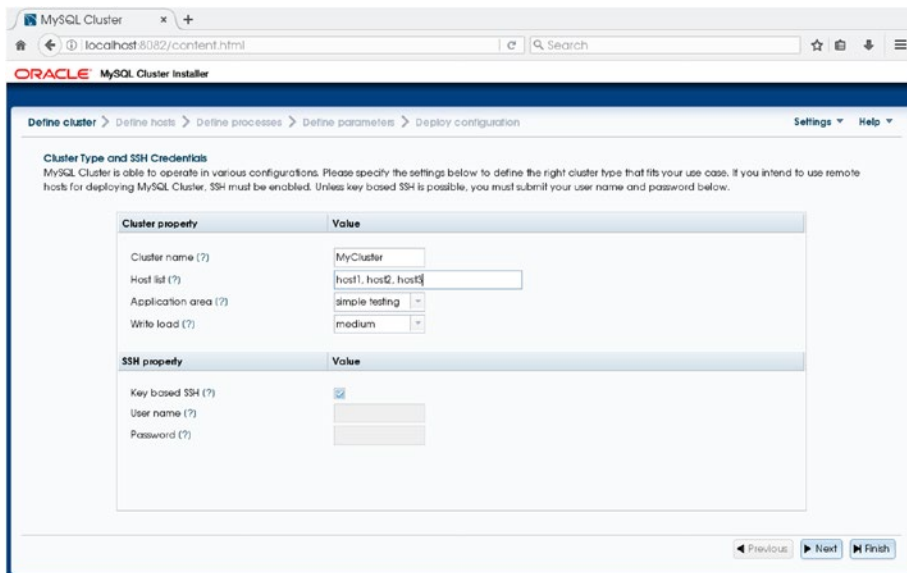 MySQL Cluster × +
localhost:8082/content.html
Search
ORACLE MySQL Cluster Installer
Define cluster > Define hosts > Define processes > Define parameters > Deploy configuration
Settings Help
Cluster Type and SSH Credentials
MySQL Cluster is able to operate in various configurations. Please specify the settings below to define the right cluster type that fits your use case. If you intend to use remote
hosts for deploying MySQL Cluster, SSH must be enabled. Unless key based SSH is possible, you must submit your user name and password below.
Cluster property Value
Cluster name (?) MyCluster
Host list (?) host1, host2, host3
Application area (?) simple testing
Write load (?) medium
SSH property Value
Key based SSH (?)
User name (?)
Password (?)
Previous Next Finish